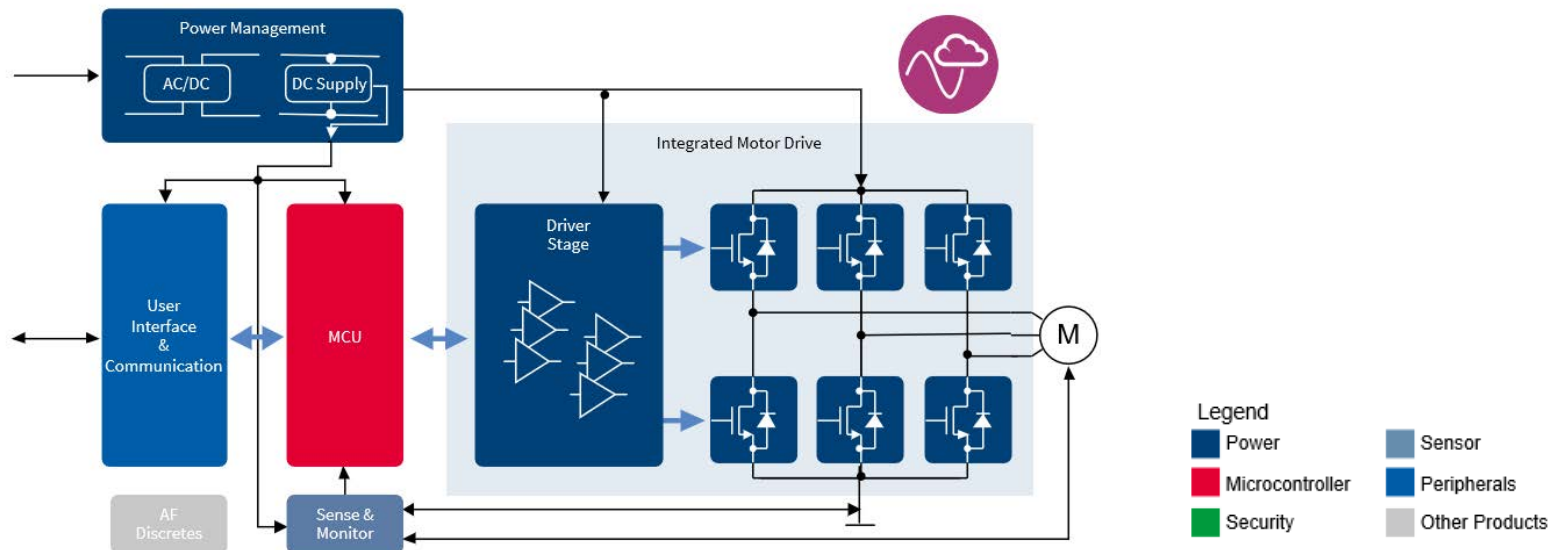 Power Management
AC/DC
DC Supply
Integrated Motor Drive
Driver
Stage
User
Interface
&
Communication
MCU
M
AF
Discretes
Sense &
Monitor
Legend
Power
Sensor
Microcontroller
Peripherals
Security
Other Products